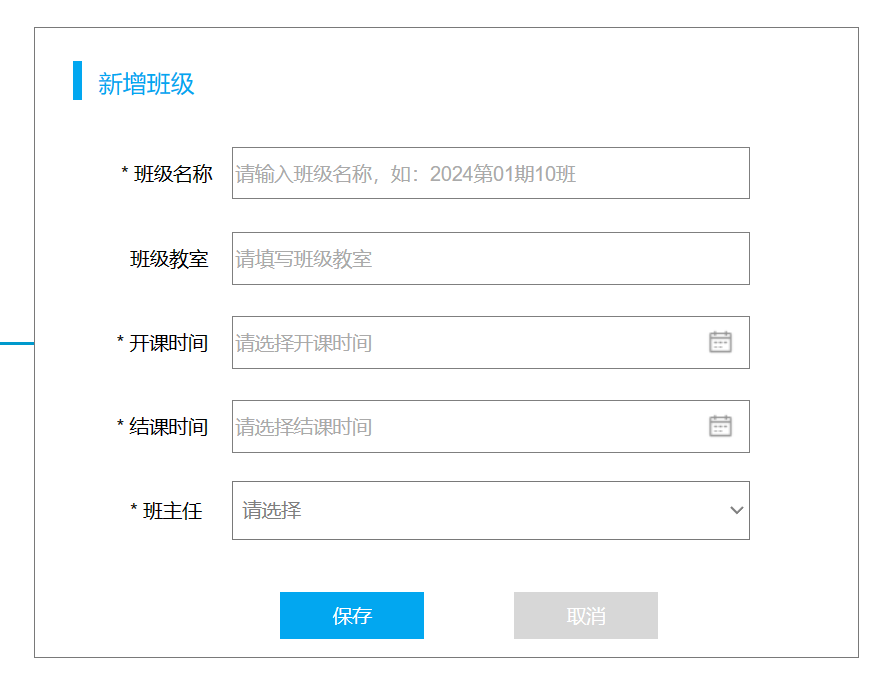 新增班级
* 班级名称 请输入班级名称，如：2024第01期10班
班级教室 请填写班级教室
* 开课时间 请选择开课时间
* 结课时间 请选择结课时间
* 班主任 请选择
保存 取消